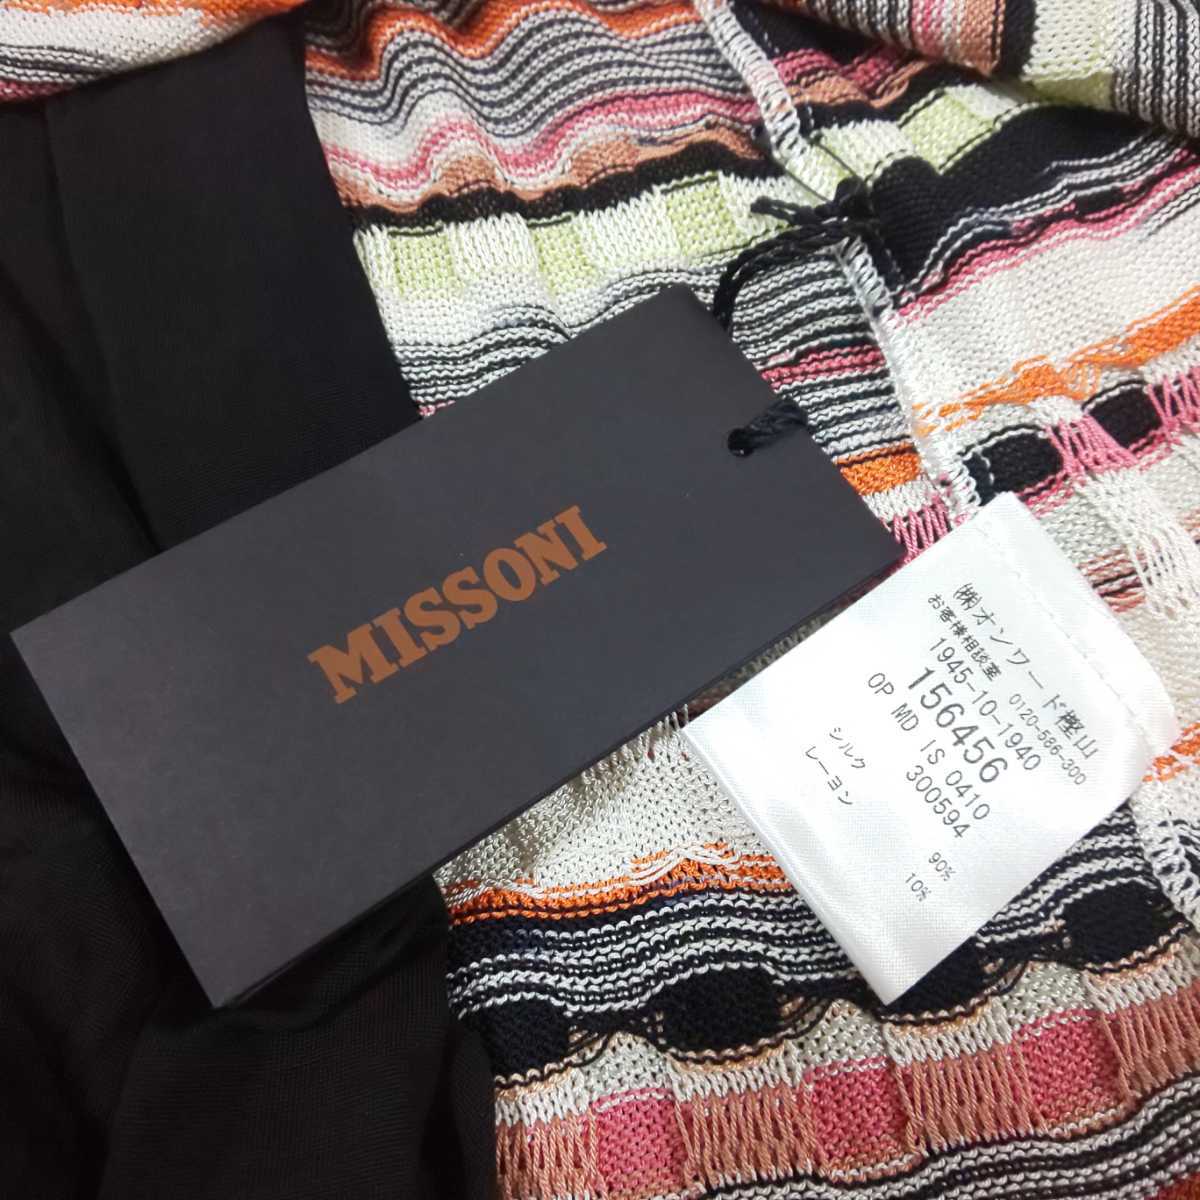 MISSONI
(株)オンワード樫山
お客様相談室 0120-586-300
1945-10-1940
156456
OP MD IS 0410
300594
シルク 90%
レーヨン 10%